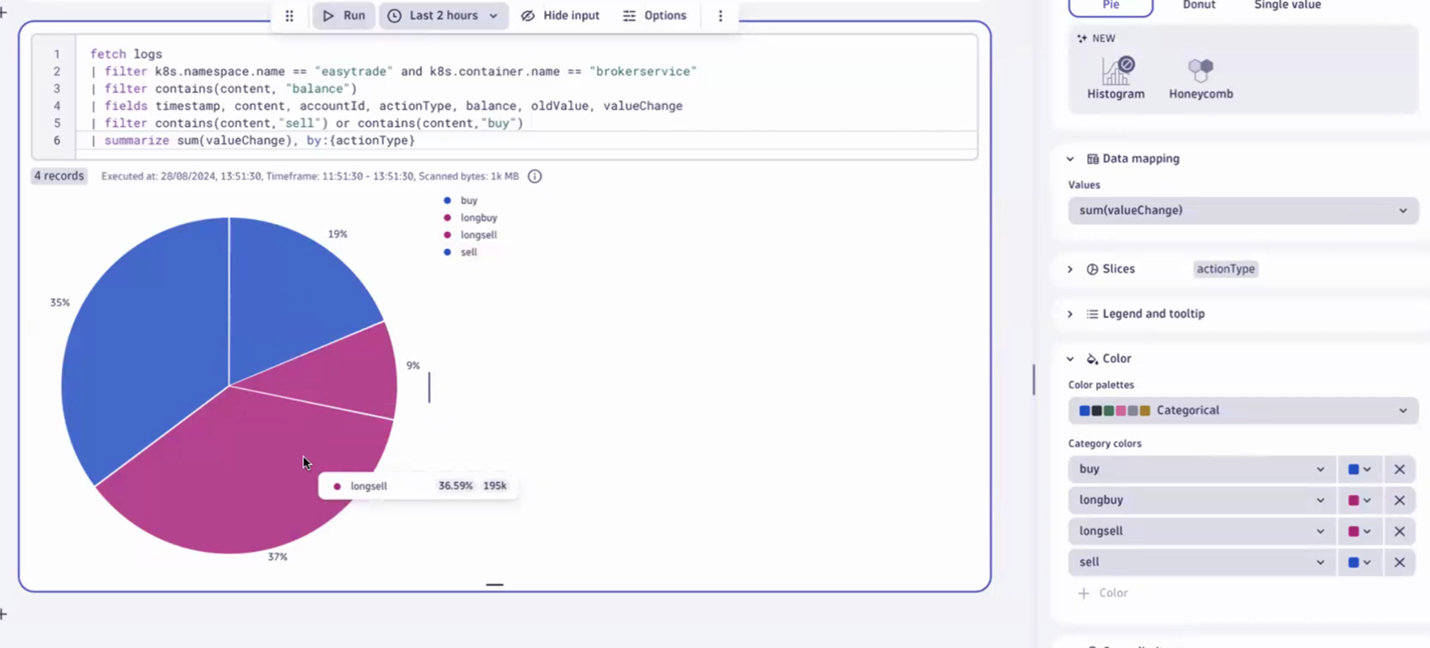 Run
Last 2 hours
Hide input
Options
1 fetch logs
2 | filter k8s.namespace.name == "easytrade" and k8s.container.name == "brokerservice"
3 | filter contains(content, "balance")
4 | fields timestamp, content, accountId, actionType, balance, oldValue, valueChange
5 | filter contains(content,"sell") or contains(content,"buy")
6 | summarize sum(valueChange), by:{actionType}
4 records Executed at: 28/08/2024, 13:51:30, Timeframe: 11:51:30 - 13:51:30, Scanned bytes: 1k MB
buy
longbuy
longsell
sell
19%
35%
9%
longsell 36.59% 195k
37%
Pie Donut Single value
NEW
Histogram Honeycomb
Data mapping
Values
sum(valueChange)
Slices actionType
Legend and tooltip
Color
Color palettes
Categorical
Category colors
buy
longbuy
longsell
sell
+ Color